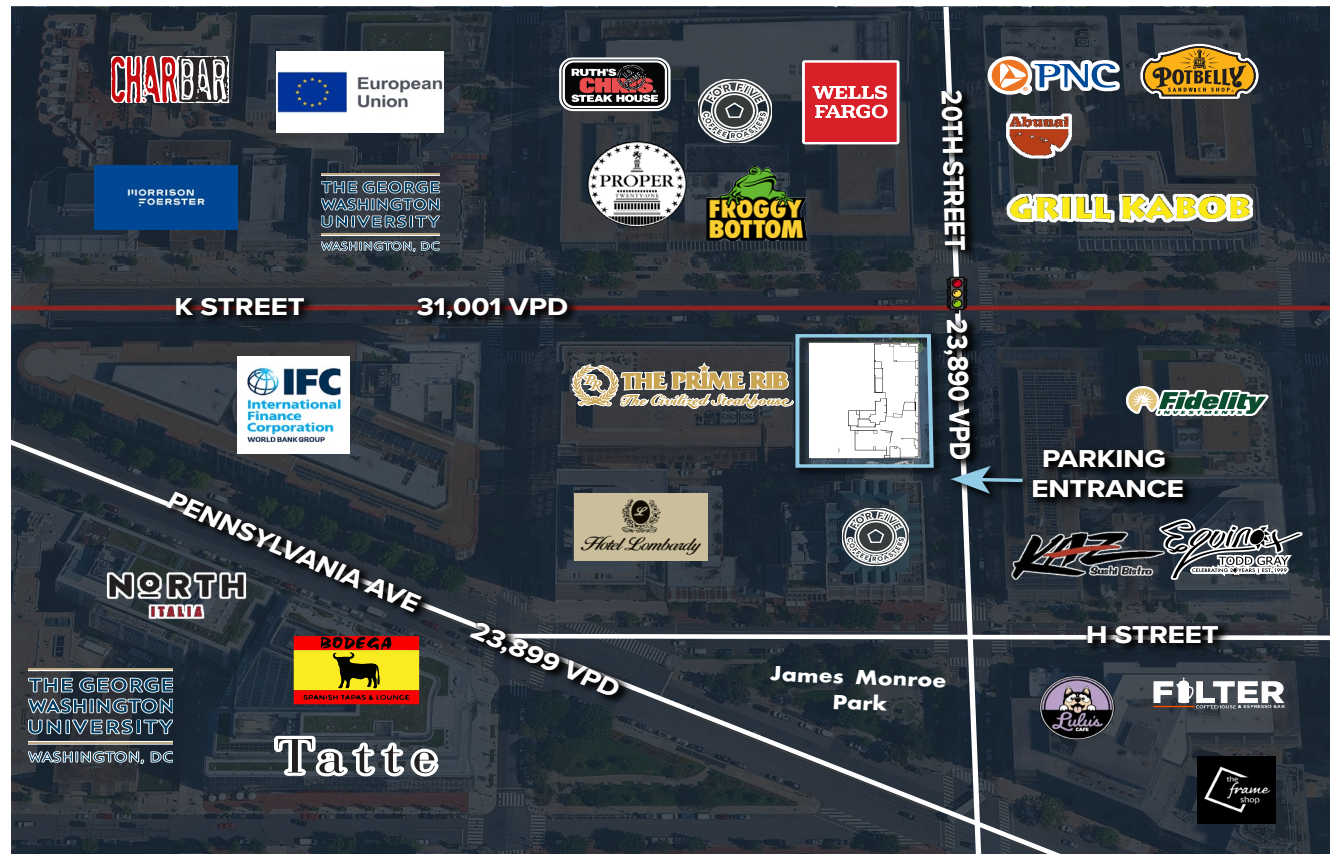 CHARBAR
European
Union
MORRISON
FOERSTER
THE GEORGE
WASHINGTON
UNIVERSITY
WASHINGTON, DC
RUTH'S
CHRIS
STEAK HOUSE
FOR FIVE
COFFEE ROASTERS
WELLS
FARGO
PROPER
TWENTY-ONE
FROGGY
BOTTOM
20TH STREET
PNC
POTBELLY
SANDWICH SHOP
Abunai
GRILL KABOB
K STREET
31,001 VPD
23,890 VPD
IFC
International
Finance
Corporation
WORLD BANK GROUP
THE PRIME RIB
The Civilized Steakhouse
Fidelity
INVESTMENTS
PARKING
ENTRANCE
PENNSYLVANIA AVE
23,899 VPD
L
Hotel Lombardy
FOR FIVE
COFFEE ROASTERS
KAZ
Sushi Bistro
Equinox
TODD GRAY
CELEBRATING 20 YEARS | EST. 1999
NORTH
ITALIA
H STREET
BODEGA
SPANISH TAPAS & LOUNGE
James Monroe
Park
THE GEORGE
WASHINGTON
UNIVERSITY
WASHINGTON, DC
Tatte
Lulu's
CAFE
FILTER
COFFEEHOUSE & ESPRESSO BAR
the
frame
shop